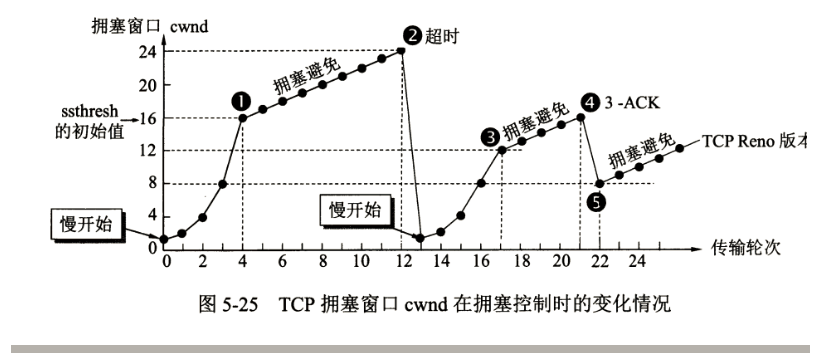 拥塞窗口 cwnd
24
20
16
12
8
4
0
ssthresh
的初始值
慢开始
❶
拥塞避免
❷ 超时
慢开始
❸
拥塞避免
❹ 3 -ACK
❺
拥塞避免
TCP Reno 版本
0 2 4 6 8 10 12 14 16 18 20 22 24
传输轮次
图 5-25 TCP 拥塞窗口 cwnd 在拥塞控制时的变化情况